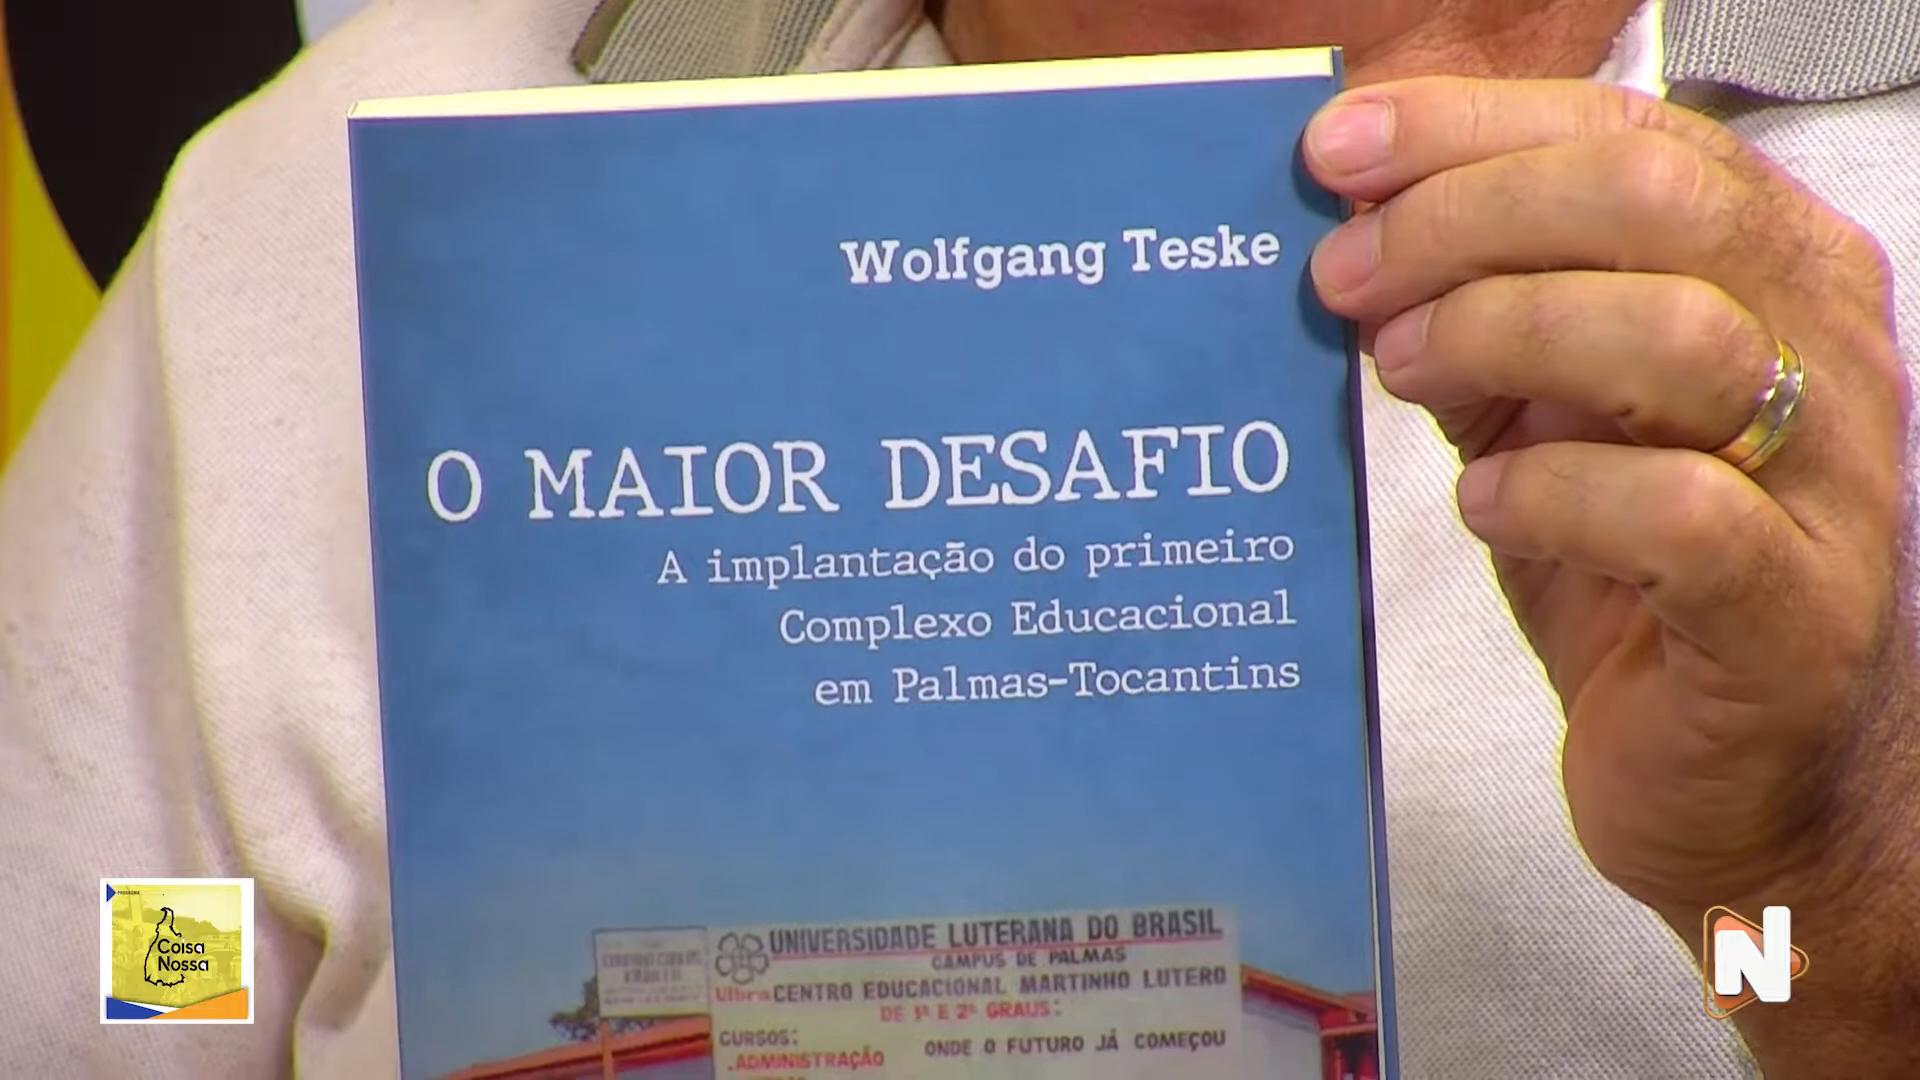 Wolfgang Teske
O MAIOR DESAFIO
A implantação do primeiro
Complexo Educacional
em Palmas-Tocantins
UNIVERSIDADE LUTERANA DO BRASIL
CAMPUS DE PALMAS
Ulbra CENTRO EDUCACIONAL MARTINHO LUTERO
DE 1º E 2º GRAUS:
CURSOS:
ONDE O FUTURO JÁ COMEÇOU
.ADMINISTRAÇÃO
PROGRAMA
Coisa
Nossa
N